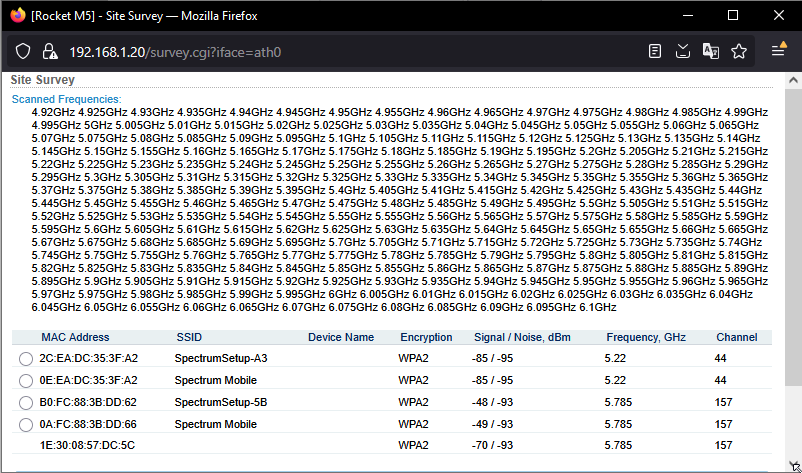 [Rocket M5] - Site Survey — Mozilla Firefox
192.168.1.20/survey.cgi?iface=ath0
Site Survey
Scanned Frequencies:
4.92GHz 4.925GHz 4.93GHz 4.935GHz 4.94GHz 4.945GHz 4.95GHz 4.955GHz 4.96GHz 4.965GHz 4.97GHz 4.975GHz 4.98GHz 4.985GHz 4.99GHz
4.995GHz 5GHz 5.005GHz 5.01GHz 5.015GHz 5.02GHz 5.025GHz 5.03GHz 5.035GHz 5.04GHz 5.045GHz 5.05GHz 5.055GHz 5.06GHz 5.065GHz
5.07GHz 5.075GHz 5.08GHz 5.085GHz 5.09GHz 5.095GHz 5.1GHz 5.105GHz 5.11GHz 5.115GHz 5.12GHz 5.125GHz 5.13GHz 5.135GHz 5.14GHz
5.145GHz 5.15GHz 5.155GHz 5.16GHz 5.165GHz 5.17GHz 5.175GHz 5.18GHz 5.185GHz 5.19GHz 5.195GHz 5.2GHz 5.205GHz 5.21GHz 5.215GHz
5.22GHz 5.225GHz 5.23GHz 5.235GHz 5.24GHz 5.245GHz 5.25GHz 5.255GHz 5.26GHz 5.265GHz 5.27GHz 5.275GHz 5.28GHz 5.285GHz 5.29GHz
5.295GHz 5.3GHz 5.305GHz 5.31GHz 5.315GHz 5.32GHz 5.325GHz 5.33GHz 5.335GHz 5.34GHz 5.345GHz 5.35GHz 5.355GHz 5.36GHz 5.365GHz
5.37GHz 5.375GHz 5.38GHz 5.385GHz 5.39GHz 5.395GHz 5.4GHz 5.405GHz 5.41GHz 5.415GHz 5.42GHz 5.425GHz 5.43GHz 5.435GHz 5.44GHz
5.445GHz 5.45GHz 5.455GHz 5.46GHz 5.465GHz 5.47GHz 5.475GHz 5.48GHz 5.485GHz 5.49GHz 5.495GHz 5.5GHz 5.505GHz 5.51GHz 5.515GHz
5.52GHz 5.525GHz 5.53GHz 5.535GHz 5.54GHz 5.545GHz 5.55GHz 5.555GHz 5.56GHz 5.565GHz 5.57GHz 5.575GHz 5.58GHz 5.585GHz 5.59GHz
5.595GHz 5.6GHz 5.605GHz 5.61GHz 5.615GHz 5.62GHz 5.625GHz 5.63GHz 5.635GHz 5.64GHz 5.645GHz 5.65GHz 5.655GHz 5.66GHz 5.665GHz
5.67GHz 5.675GHz 5.68GHz 5.685GHz 5.69GHz 5.695GHz 5.7GHz 5.705GHz 5.71GHz 5.715GHz 5.72GHz 5.725GHz 5.73GHz 5.735GHz 5.74GHz
5.745GHz 5.75GHz 5.755GHz 5.76GHz 5.765GHz 5.77GHz 5.775GHz 5.78GHz 5.785GHz 5.79GHz 5.795GHz 5.8GHz 5.805GHz 5.81GHz 5.815GHz
5.82GHz 5.825GHz 5.83GHz 5.835GHz 5.84GHz 5.845GHz 5.85GHz 5.855GHz 5.86GHz 5.865GHz 5.87GHz 5.875GHz 5.88GHz 5.885GHz 5.89GHz
5.895GHz 5.9GHz 5.905GHz 5.91GHz 5.915GHz 5.92GHz 5.925GHz 5.93GHz 5.935GHz 5.94GHz 5.945GHz 5.95GHz 5.955GHz 5.96GHz 5.965GHz
5.97GHz 5.975GHz 5.98GHz 5.985GHz 5.99GHz 5.995GHz 6GHz 6.005GHz 6.01GHz 6.015GHz 6.02GHz 6.025GHz 6.03GHz 6.035GHz 6.04GHz
6.045GHz 6.05GHz 6.055GHz 6.06GHz 6.065GHz 6.07GHz 6.075GHz 6.08GHz 6.085GHz 6.09GHz 6.095GHz 6.1GHz
MAC Address SSID Device Name Encryption Signal / Noise, dBm Frequency, GHz Channel
2C:EA:DC:35:3F:A2 SpectrumSetup-A3 WPA2 -85 / -95 5.22 44
0E:EA:DC:35:3F:A2 Spectrum Mobile WPA2 -85 / -95 5.22 44
B0:FC:88:3B:DD:62 SpectrumSetup-5B WPA2 -48 / -93 5.785 157
0A:FC:88:3B:DD:66 Spectrum Mobile WPA2 -49 / -93 5.785 157
1E:30:08:57:DC:5C WPA2 -70 / -93 5.785 157